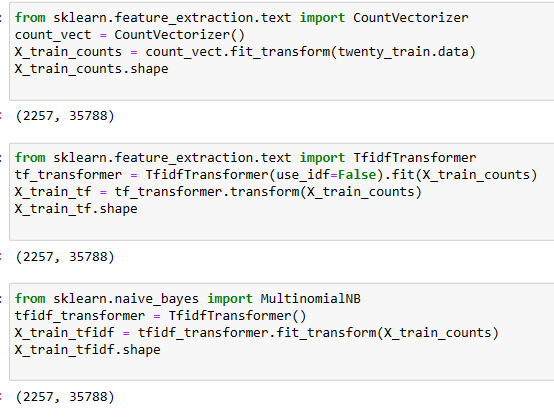 from sklearn.feature_extraction.text import CountVectorizer
count_vect = CountVectorizer()
X_train_counts = count_vect.fit_transform(twenty_train.data)
X_train_counts.shape
(2257, 35788)
from sklearn.feature_extraction.text import TfidfTransformer
tf_transformer = TfidfTransformer(use_idf=False).fit(X_train_counts)
X_train_tf = tf_transformer.transform(X_train_counts)
X_train_tf.shape
(2257, 35788)
from sklearn.naive_bayes import MultinomialNB
tfidf_transformer = TfidfTransformer()
X_train_tfidf = tfidf_transformer.fit_transform(X_train_counts)
X_train_tfidf.shape
(2257, 35788)